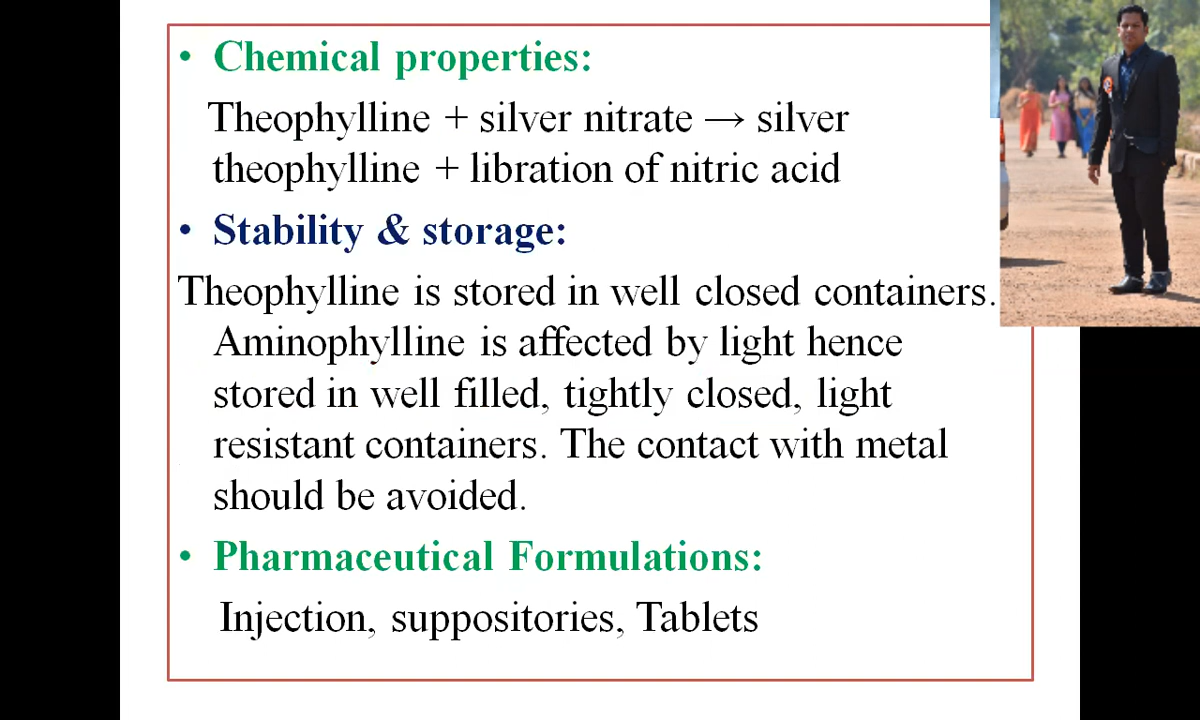 • Chemical properties:
Theophylline + silver nitrate → silver
theophylline + libration of nitric acid
• Stability & storage:
Theophylline is stored in well closed containers.
Aminophylline is affected by light hence
stored in well filled, tightly closed, light
resistant containers. The contact with metal
should be avoided.
• Pharmaceutical Formulations:
Injection, suppositories, Tablets